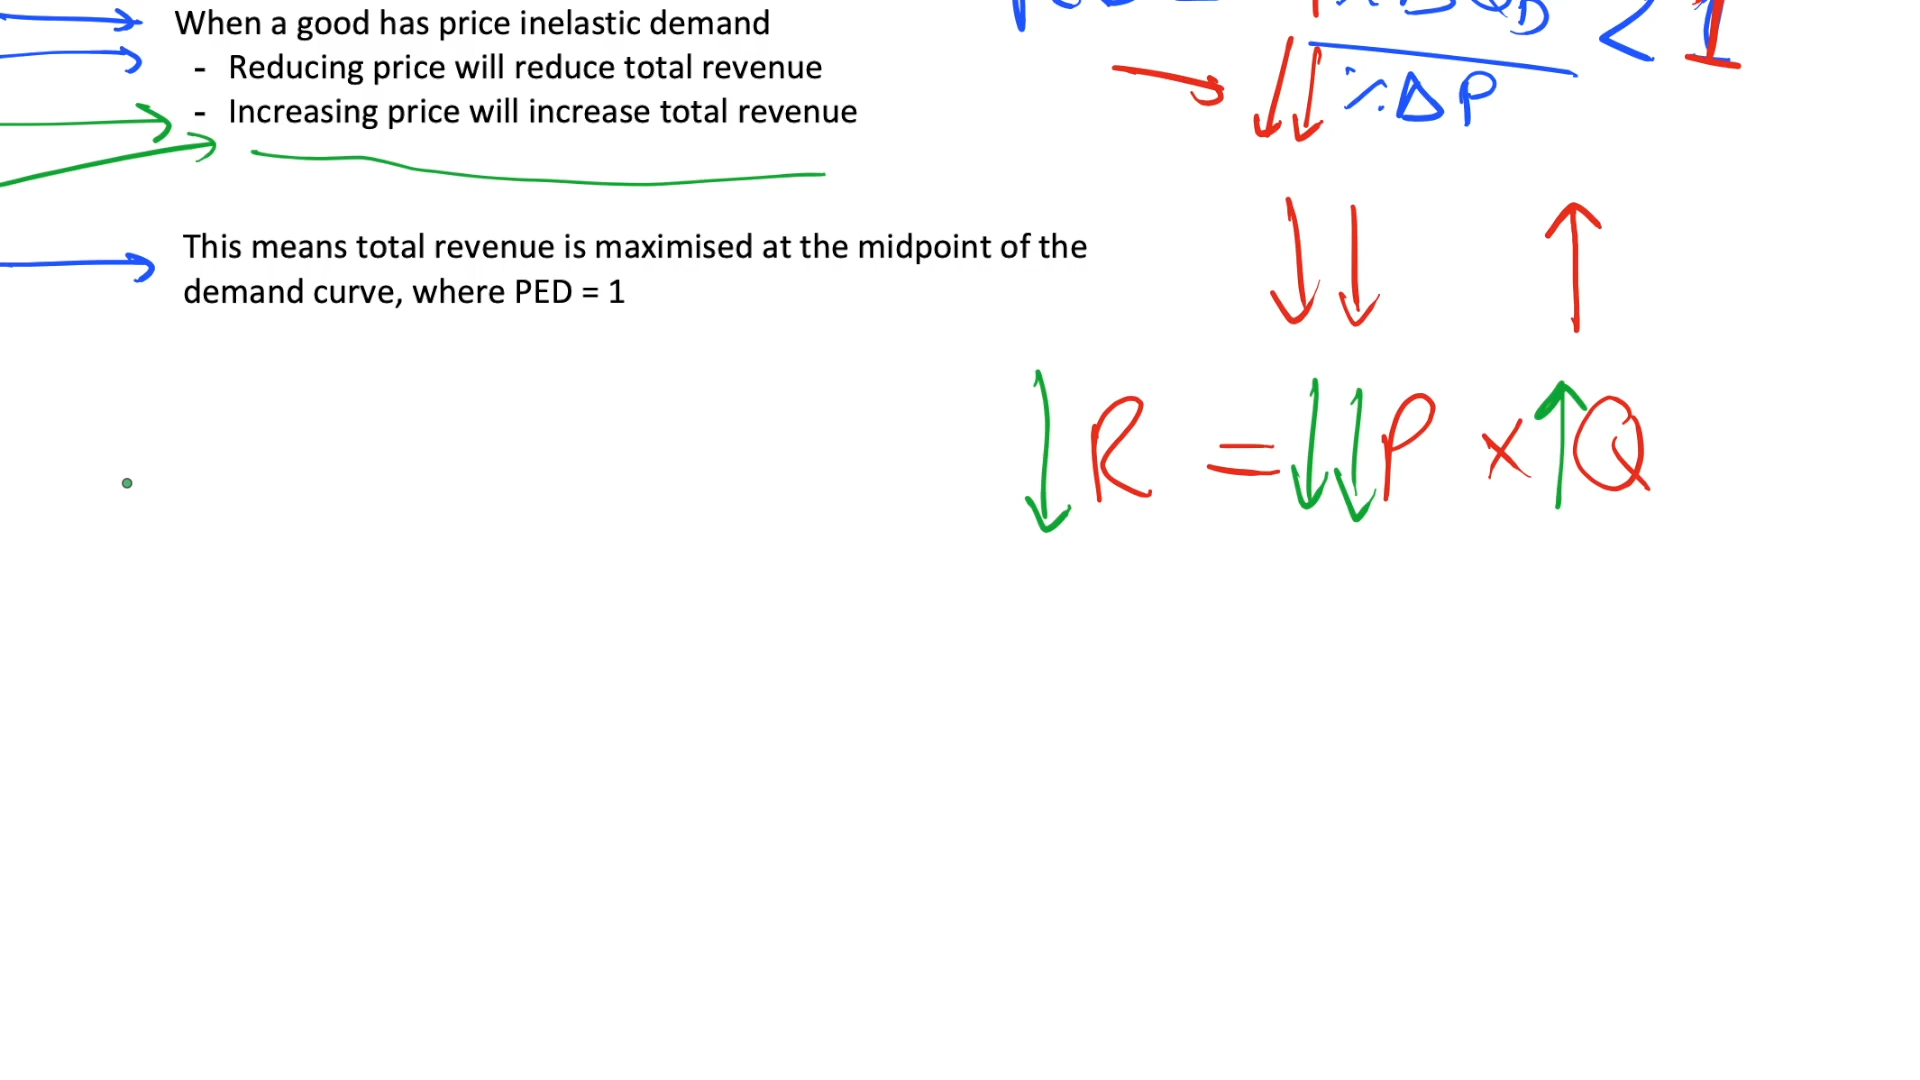 When a good has price inelastic demand
- Reducing price will reduce total revenue
- Increasing price will increase total revenue
This means total revenue is maximised at the midpoint of the
demand curve, where PED = 1
< 1
%ΔP
R = P × Q